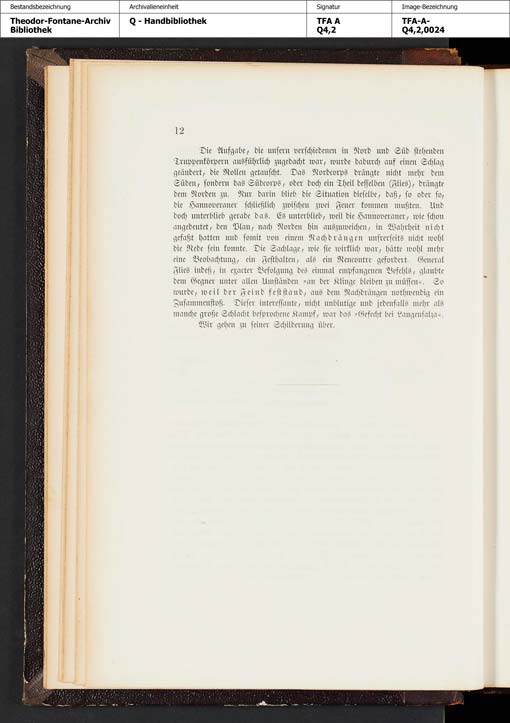 Bestandsbezeichnung Archivalieneinheit Signatur Image-Bezeichnung
Theodor-Fontane-Archiv Q - Handbibliothek TFA A TFA-A-
Bibliothek Q4,2 Q4,2,0024
12
Die Aufgabe, die unsern verschiedenen in Nord und Süd stehenden
Truppenkörpern ausführlich zugedacht war, wurde dadurch auf einen Schlag
geändert, die Rollen getauscht. Das Nordcorps drängte nicht mehr dem
Süden, sondern das Südcorps, oder doch ein Theil desselben (Flies), drängte
dem Norden zu. Nur darin blieb die Situation dieselbe, daß, so oder so,
die Hannoveraner schließlich zwischen zwei Feuer kommen mußten. Und
doch unterblieb gerade das. Es unterblieb, weil die Hannoveraner, wie schon
angedeutet, den Plan, nach Norden hin auszuweichen, in Wahrheit nicht
gefaßt hatten und somit von einem Nachdrängen unsrerseits nicht wohl
die Rede sein konnte. Die Sachlage, wie sie wirklich war, hätte wohl mehr
eine Beobachtung, ein Festhalten, als ein Rencontre gefordert. General
Flies indeß, in exacter Befolgung des einmal empfangenen Befehls, glaubte
dem Gegner unter allen Umständen »an der Klinge bleiben zu müssen«. So
wurde, weil der Feind feststand, aus dem Nachdrängen nothwendig ein
Zusammenstoß. Dieser interessante, nicht unblutige und jedenfalls mehr als
manche große Schlacht besprochene Kampf, war das »Gefecht bei Langensalza«.
Wir gehen zu seiner Schilderung über.